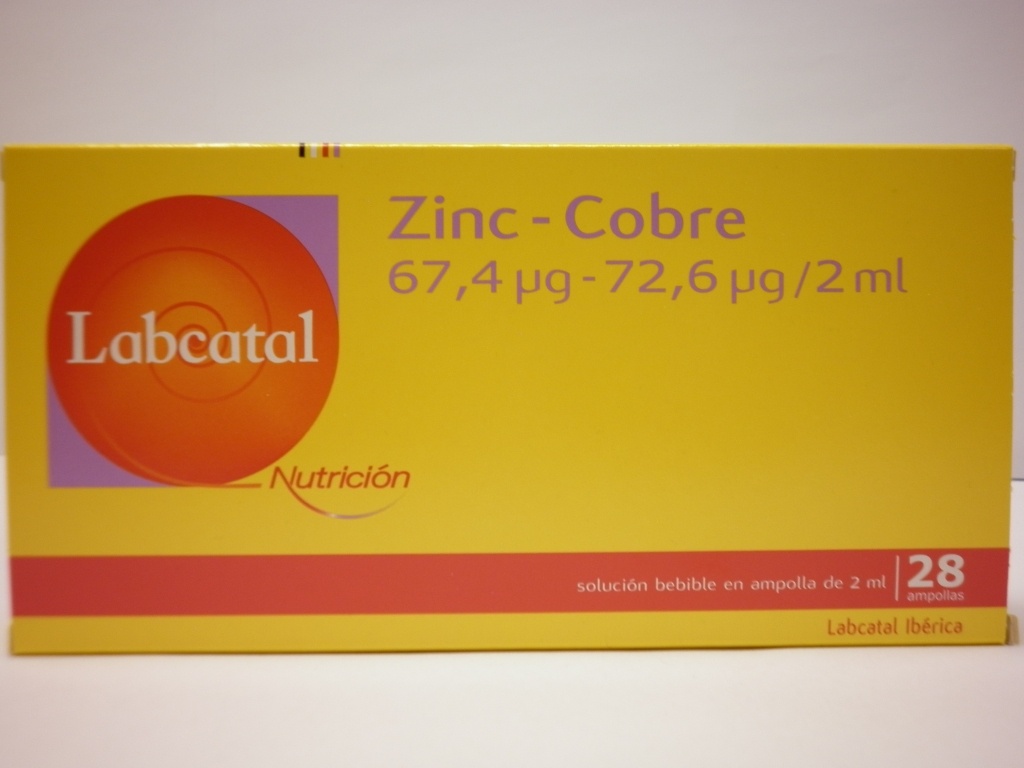 Zinc - Cobre
67,4 µg - 72,6 µg/2 ml
Labcatal
Nutrición
solución bebible en ampolla de 2 ml
28
ampollas
Labcatal Ibérica